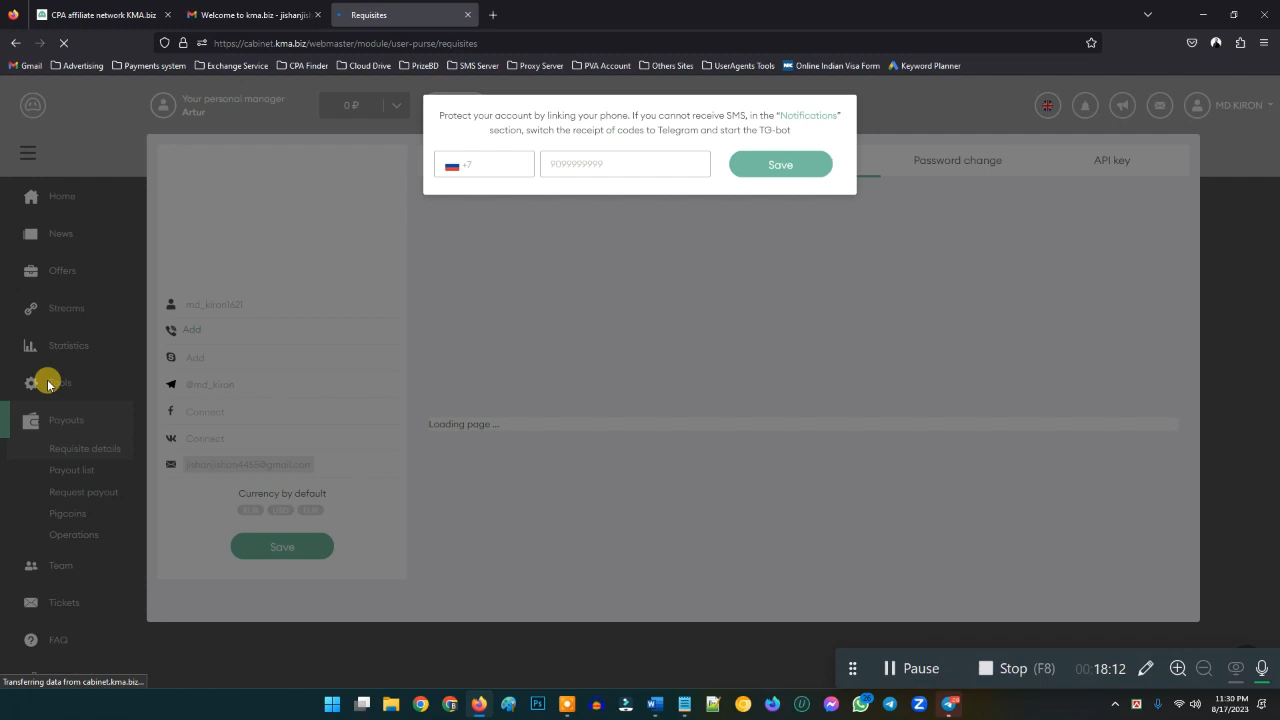 CPA affiliate network KMA.biz
Welcome to kma.biz - jishanjish
Requisites
https://cabinet.kma.biz/webmaster/module/user-purse/requisites
Gmail
Advertising
Payments system
Exchange Service
CPA Finder
Cloud Drive
PrizeBD
SMS Service
Proxy Server
PVA Account
Others Sites
UserAgents Tools
Online Indian Visa Form
Keyword Planner
Your personal manager
Artur
0 ₽
MD KIRON
Protect your account by linking your phone. If you cannot receive SMS, in the "Notifications"
section, switch the receipt of codes to Telegram and start the TG-bot
+7
9099999999
Save
Password change
API key
Home
News
Offers
Streams
Statistics
Tools
Payouts
Requisite details
Payout list
Request payout
Pigcoins
Operations
Team
Tickets
FAQ
md_kiron1621
Add
Add
@md_kiron
Connect
Connect
jishanjishan4455@gmail.com
Currency by default
RUB
USD
EUR
Save
Loading page ...
Transferring data from cabinet.kma.biz...
Pause
Stop (F8)
00:18:12
11:30 PM
8/17/2023